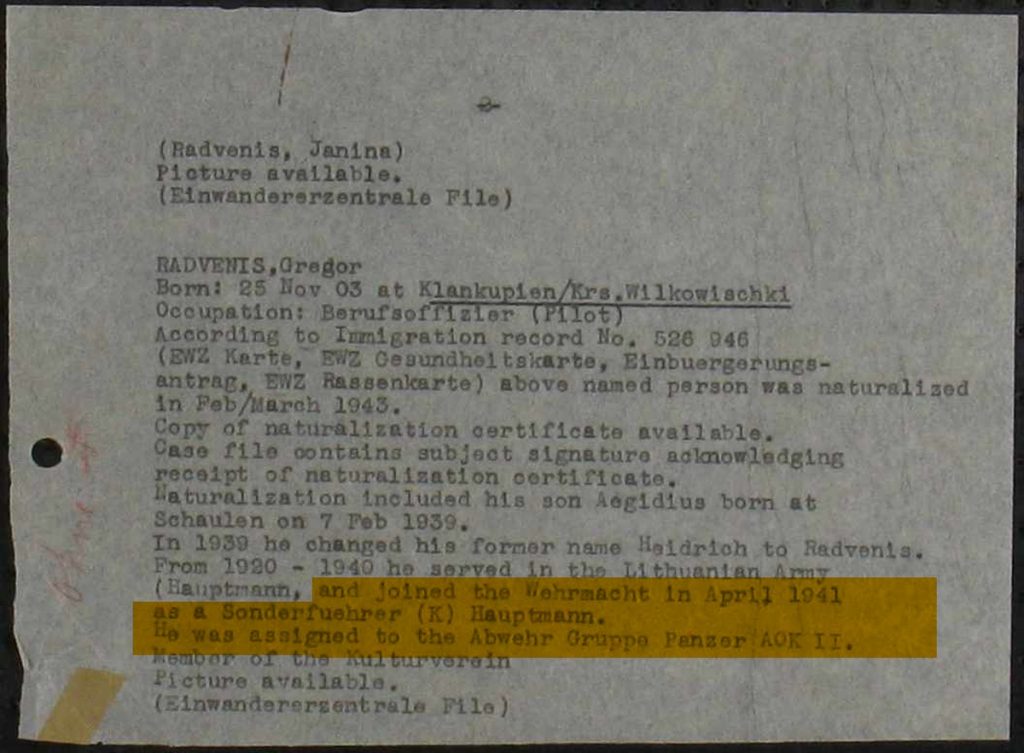 -2-
(Radvenis, Janina)
Picture available.
(Einwandererzentrale File)
RADVENIS,Gregor
Born: 25 Nov 03 at Klankupien/Krs.Wilkowischki
Occupation: Berufsoffizier (Pilot)
According to Immigration record No. 526 946
(EWZ Karte, EWZ Gesundheitskarte, Einbuergerungs-
antrag, EWZ Rassenkarte) above named person was naturalized
in Feb/March 1943.
Copy of naturalization certificate available.
Case file contains subject signature acknowledging
receipt of naturalization certificate.
Naturalization included his son Aegidius born at
Schaulen on 7 Feb 1939.
In 1939 he changed his former name Heidrich to Radvenis.
From 1920 - 1940 he served in the Lithuanian Army
(Hauptmann, and joined the Wehrmacht in April 1941
as a Sonderfuehrer (K) Hauptmann.
He was assigned to the Abwehr Gruppe Panzer AOK II.
Member of the Kulturverein
Picture available.
(Einwandererzentrale File)